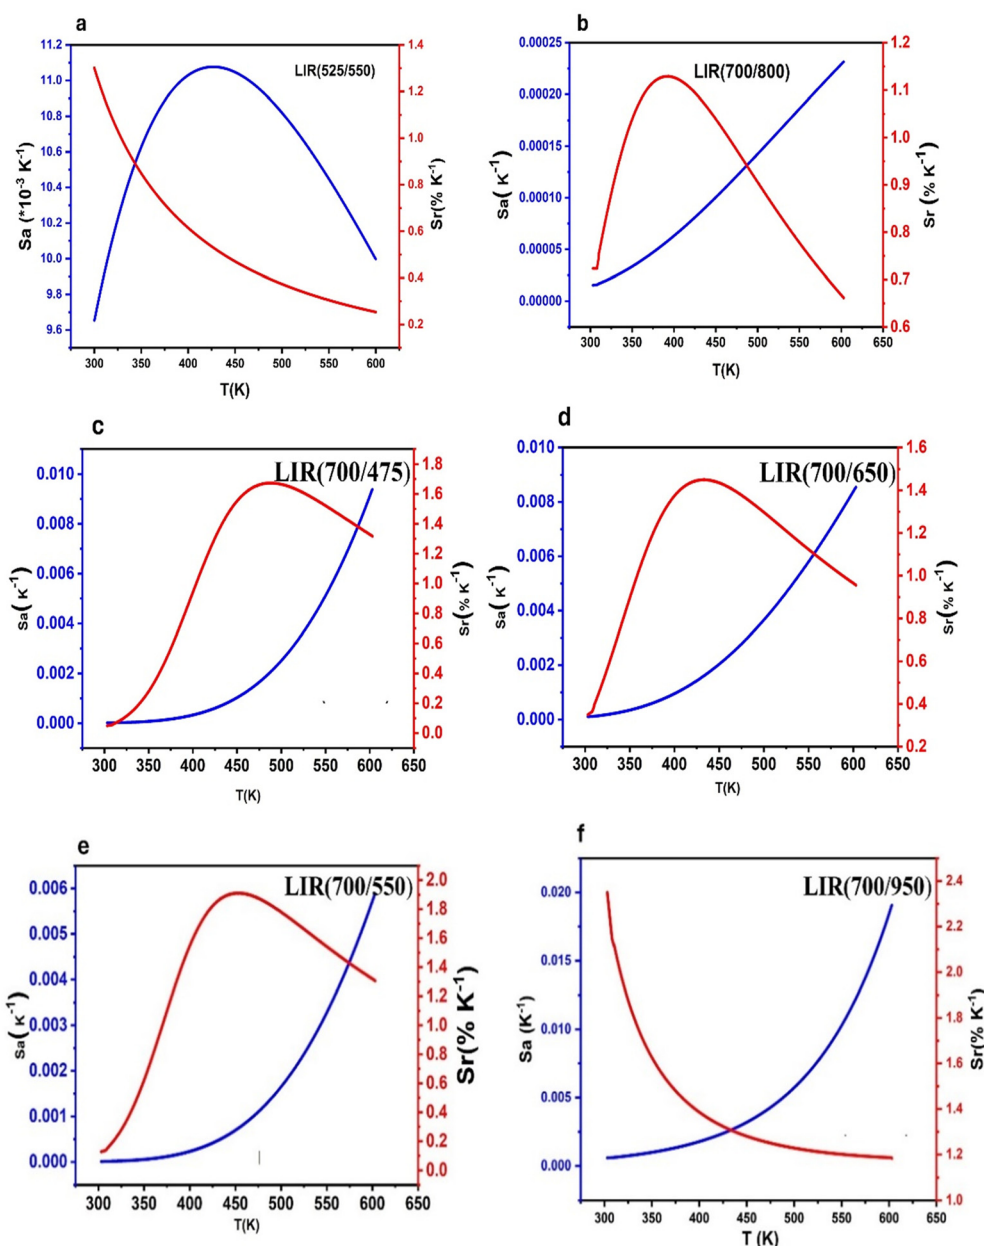 a
LIR(525/550)
11.2
11.0
10.8
10.6
10.4
10.2
10.0
9.8
9.6
Sa (*10⁻³ K⁻¹)
1.4
1.2
1.0
0.8
0.6
0.4
0.2
Sr(% K⁻¹)
300 350 400 450 500 550 600
T(K)
b
LIR(700/800)
0.00025
0.00020
0.00015
0.00010
0.00005
0.00000
Sa( K⁻¹)
1.2
1.1
1.0
0.9
0.8
0.7
0.6
Sr (% K⁻¹)
300 350 400 450 500 550 600 650
T(K)
c
LIR(700/475)
0.010
0.008
0.006
0.004
0.002
0.000
Sa( K⁻¹)
1.8
1.6
1.4
1.2
1.0
0.8
0.6
0.4
0.2
0.0
Sr(% K⁻¹)
300 350 400 450 500 550 600 650
T(K)
d
LIR(700/650)
0.010
0.008
0.006
0.004
0.002
0.000
Sa( K⁻¹)
1.6
1.4
1.2
1.0
0.8
0.6
0.4
0.2
Sr(% K⁻¹)
300 350 400 450 500 550 600 650
T(K)
e
LIR(700/550)
0.006
0.005
0.004
0.003
0.002
0.001
0.000
Sa( K⁻¹)
2.0
1.8
1.6
1.4
1.2
1.0
0.8
0.6
0.4
0.2
0.0
Sr(% K⁻¹)
300 350 400 450 500 550 600 650
T(K)
f
LIR(700/950)
0.020
0.015
0.010
0.005
0.000
Sa (K⁻¹)
2.4
2.2
2.0
1.8
1.6
1.4
1.2
1.0
Sr(% K⁻¹)
300 350 400 450 500 550 600 650
T (K)